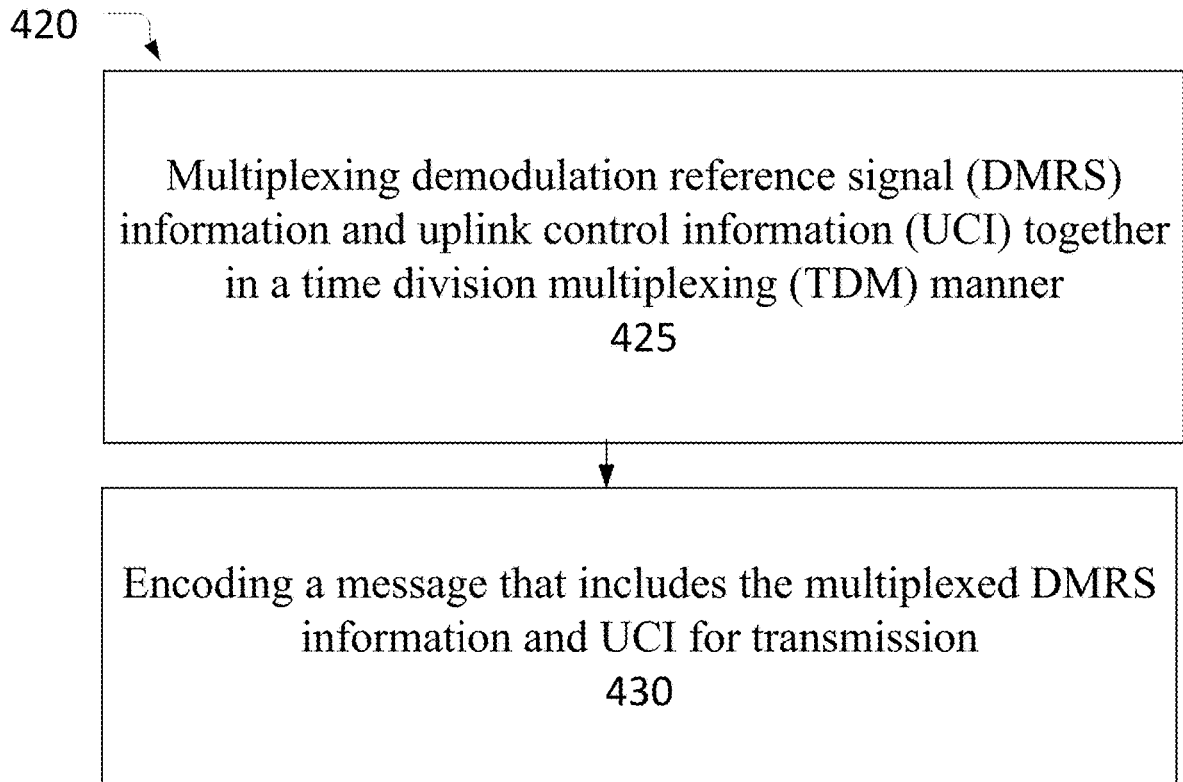 420
Multiplexing demodulation reference signal (DMRS)
information and uplink control information (UCI) together
in a time division multiplexing (TDM) manner
425
Encoding a message that includes the multiplexed DMRS
information and UCI for transmission
430